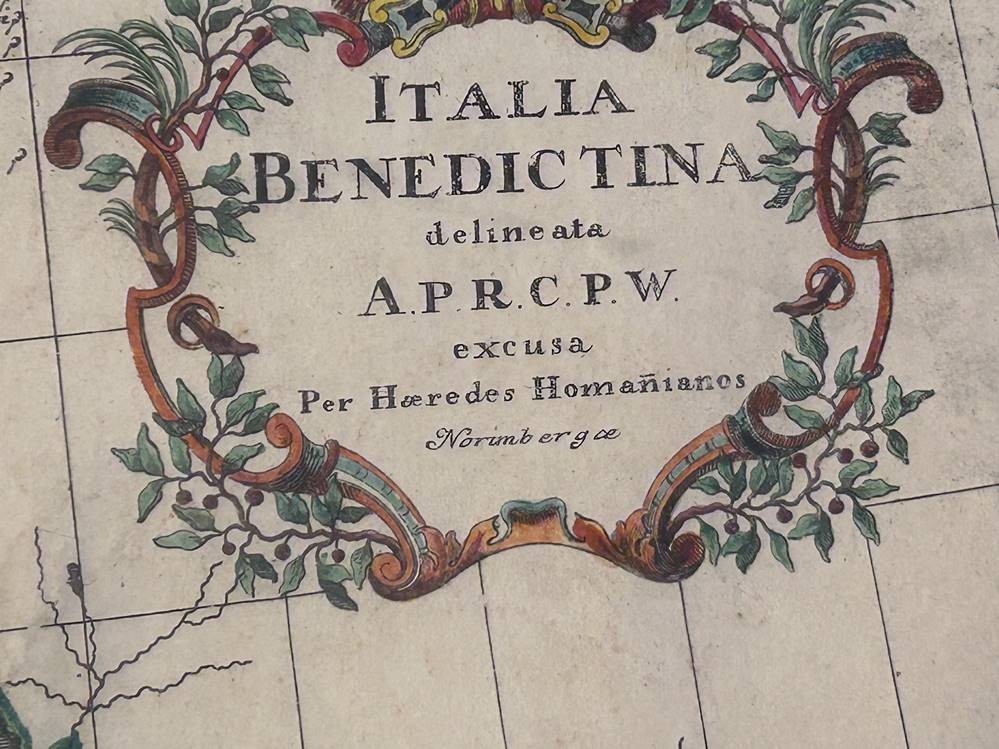 ITALIA
BENEDICTINA
delineata
A.P.R.C.P.W.
excusa
Per Hæredes Homañianos
Norimbergæ